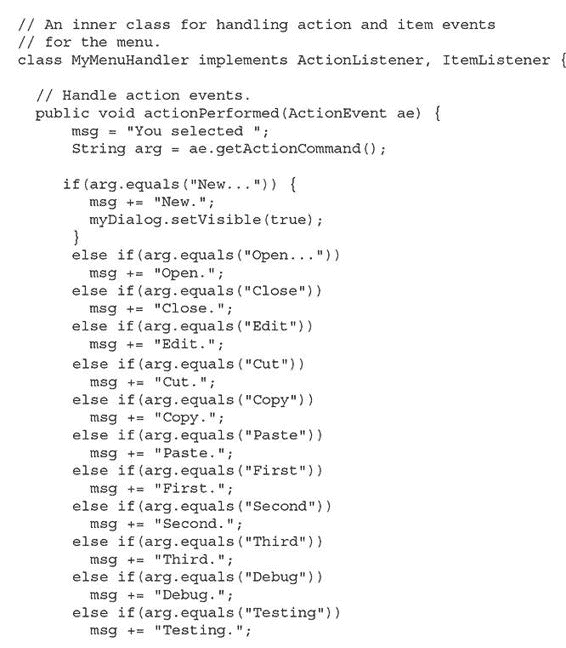 // An inner class for handling action and item events
// for the menu.
class MyMenuHandler implements ActionListener, ItemListener {
// Handle action events.
public void actionPerformed(ActionEvent ae) {
msg = "You selected ";
String arg = ae.getActionCommand();
if(arg.equals("New...")) {
msg += "New.";
myDialog.setVisible(true);
}
else if(arg.equals("Open..."))
msg += "Open.";
else if(arg.equals("Close"))
msg += "Close.";
else if(arg.equals("Edit"))
msg += "Edit.";
else if(arg.equals("Cut"))
msg += "Cut.";
else if(arg.equals("Copy"))
msg += "Copy.";
else if(arg.equals("Paste"))
msg += "Paste.";
else if(arg.equals("First"))
msg += "First.";
else if(arg.equals("Second"))
msg += "Second.";
else if(arg.equals("Third"))
msg += "Third.";
else if(arg.equals("Debug"))
msg += "Debug.";
else if(arg.equals("Testing"))
msg += "Testing.";